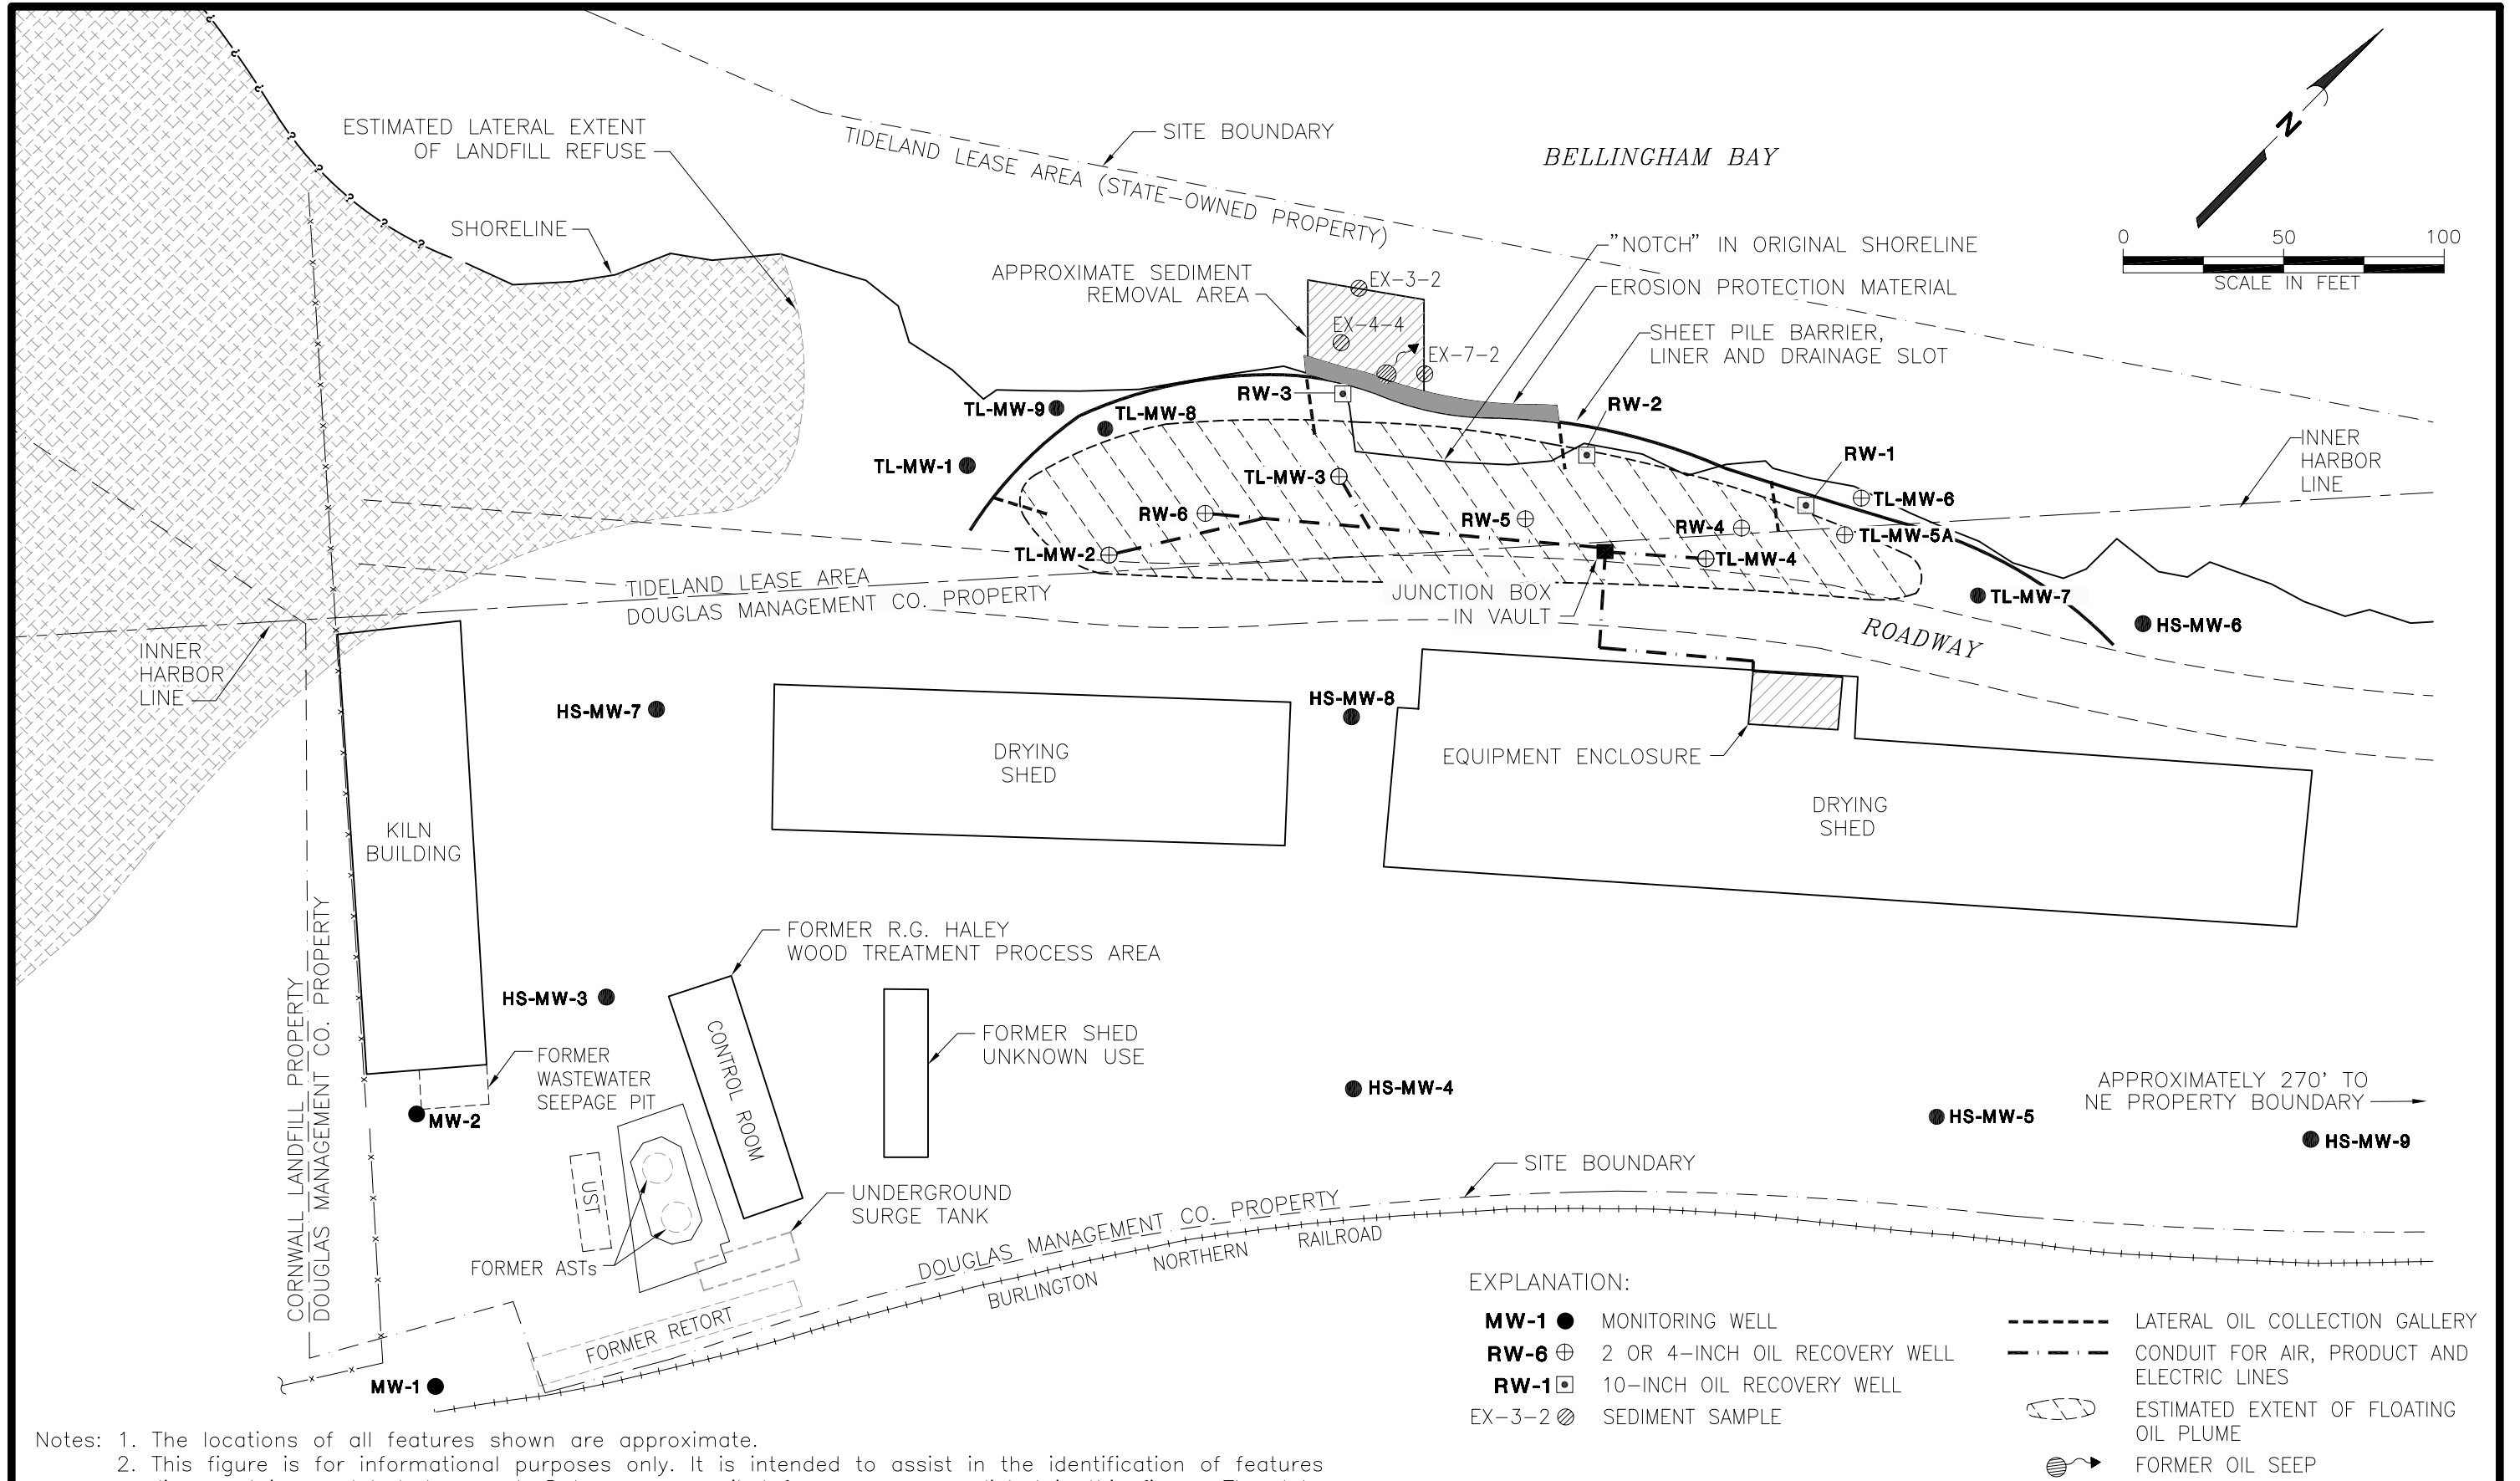 ESTIMATED LATERAL EXTENT
OF LANDFILL REFUSE
SHORELINE
SITE BOUNDARY
TIDELAND LEASE AREA (STATE-OWNED PROPERTY)
BELLINGHAM BAY
N
0 50 100
SCALE IN FEET
"NOTCH" IN ORIGINAL SHORELINE
APPROXIMATE SEDIMENT
REMOVAL AREA
EROSION PROTECTION MATERIAL
SHEET PILE BARRIER,
LINER AND DRAINAGE SLOT
EX-3-2
EX-4-4
EX-7-2
RW-3
RW-2
RW-1
TL-MW-9
TL-MW-8
TL-MW-1
TL-MW-3
RW-6
RW-5
RW-4
TL-MW-2
TL-MW-4
TL-MW-6
TL-MW-5A
TL-MW-7
HS-MW-6
INNER
HARBOR
LINE
TIDELAND LEASE AREA
DOUGLAS MANAGEMENT CO. PROPERTY
JUNCTION BOX
IN VAULT
ROADWAY
INNER
HARBOR
LINE
HS-MW-7
HS-MW-8
DRYING
SHED
EQUIPMENT ENCLOSURE
DRYING
SHED
KILN
BUILDING
FORMER R.G. HALEY
WOOD TREATMENT PROCESS AREA
HS-MW-3
CONTROL ROOM
FORMER SHED
UNKNOWN USE
FORMER
WASTEWATER
SEEPAGE PIT
MW-2
HS-MW-4
HS-MW-5
HS-MW-9
APPROXIMATELY 270' TO
NE PROPERTY BOUNDARY
CORNWALL LANDFILL PROPERTY
DOUGLAS MANAGEMENT CO. PROPERTY
UST
FORMER ASTs
UNDERGROUND
SURGE TANK
SITE BOUNDARY
DOUGLAS MANAGEMENT CO. PROPERTY
BURLINGTON NORTHERN RAILROAD
FORMER RETORT
MW-1
EXPLANATION:
MW-1 MONITORING WELL
RW-6 2 OR 4-INCH OIL RECOVERY WELL
RW-1 10-INCH OIL RECOVERY WELL
EX-3-2 SEDIMENT SAMPLE
LATERAL OIL COLLECTION GALLERY
CONDUIT FOR AIR, PRODUCT AND
ELECTRIC LINES
ESTIMATED EXTENT OF FLOATING
OIL PLUME
FORMER OIL SEEP
Notes: 1. The locations of all features shown are approximate.
2. This figure is for informational purposes only. It is intended to assist in the identification of features